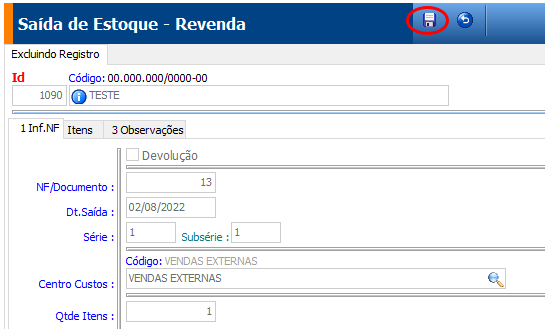 Saída de Estoque - Revenda
Excluindo Registro
Id Código: 00.000.000/0000-00
1090 TESTE
1 Inf.NF Itens 3 Observações
Devolução
NF/Documento : 13
Dt.Saída : 02/08/2022
Série : 1 Subsérie : 1
Código: VENDAS EXTERNAS
Centro Custos : VENDAS EXTERNAS
Qtde Itens : 1